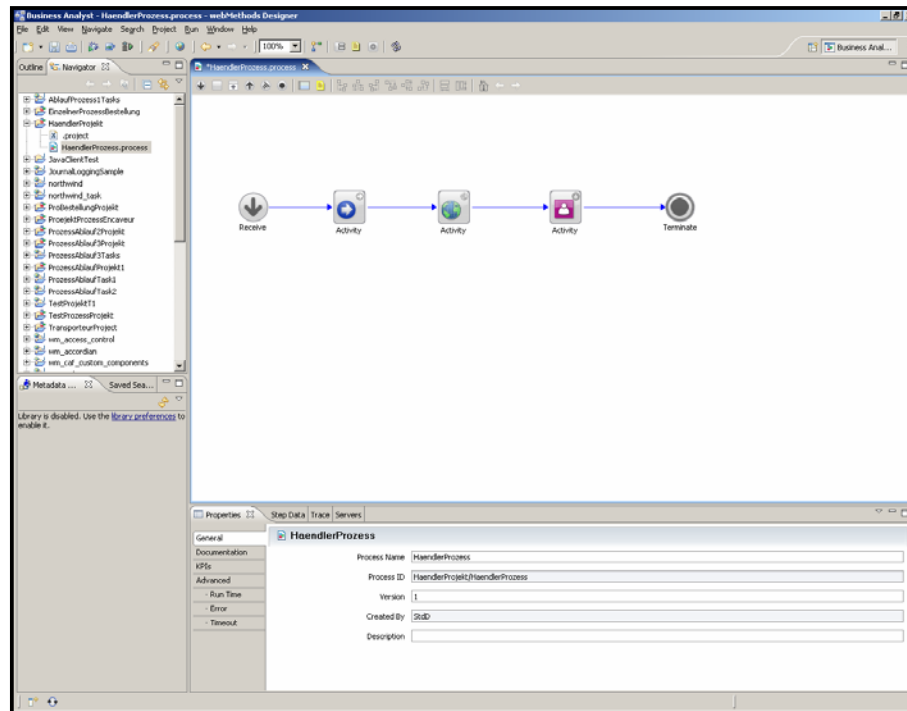 Business Analyst - HaendlerProzess.process - webMethods Designer
File Edit View Navigate Search Project Run Window Help
100%
Business Anal...
Outline Navigator
*HaendlerProzess.process
AblaufProzess1Tasks
EinzelnerProzessBestellung
HaendlerProjekt
.project
HaendlerProzess.process
JavaClientTest
JournalLoggingSample
northwind
northwind_task
ProBestellungProjekt
ProejektProzessEncaveur
ProzessAblauf2Projekt
ProzessAblauf3Projekt
ProzessAblauf3Tasks
ProzessAblaufProjekt1
ProzessAblaufTask1
ProzessAblaufTask2
TestProjektT1
TestProzessProjekt
TransporteurProject
wm_access_control
wm_accordian
wm_caf_custom_components
Receive
Activity
Activity
Activity
Terminate
Metadata ... Saved Sea...
Library is disabled. Use the library preferences to
enable it.
Properties Step Data Trace Servers
General
Documentation
KPIs
Advanced
- Run Time
- Error
- Timeout
HaendlerProzess
Process Name HaendlerProzess
Process ID HaendlerProjekt/HaendlerProzess
Version 1
Created By StdD
Description